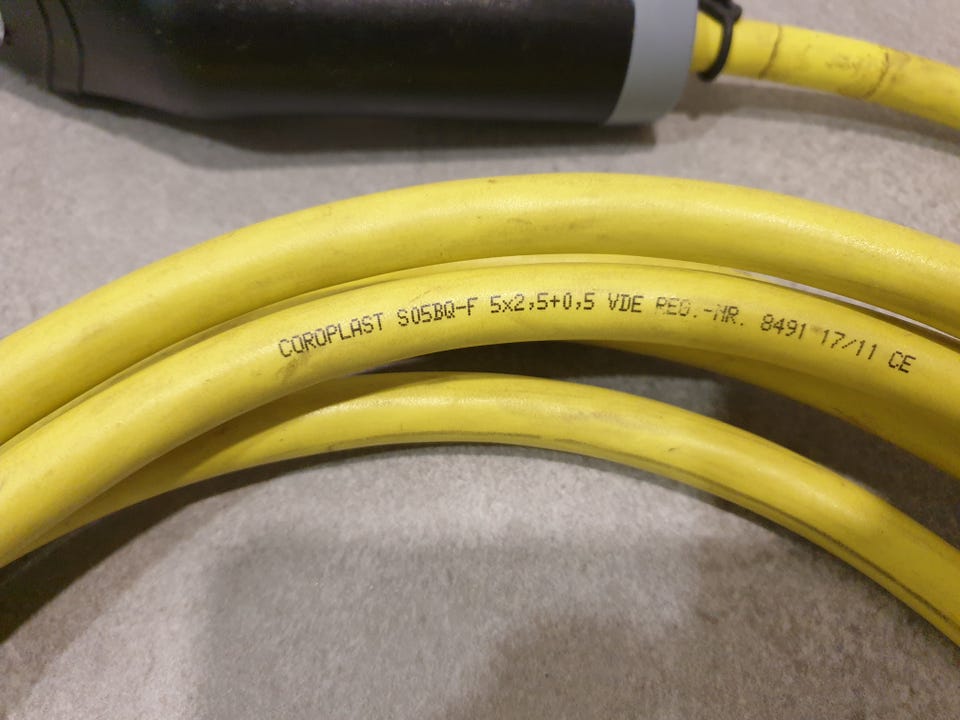 COROPLAST S05BQ-F 5x2,5+0,5 VDE REG.-NR. 8491 17/11 CE